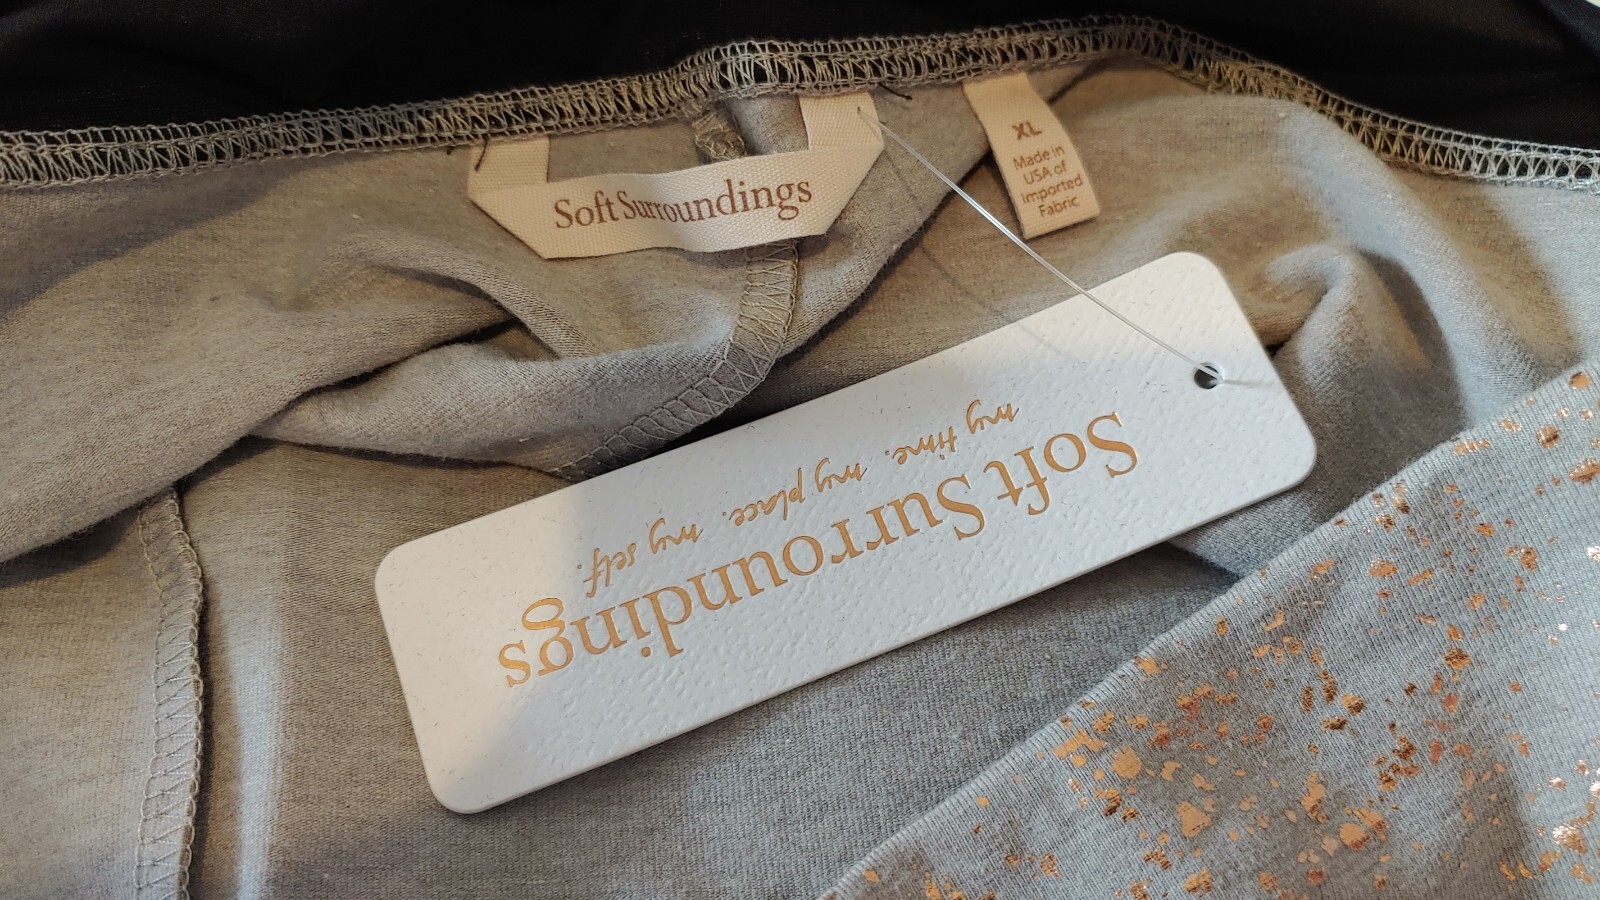 Soft Surroundings
XL
Made in
USA of
imported
Fabric
Soft Surroundings
my time. my place. my self.